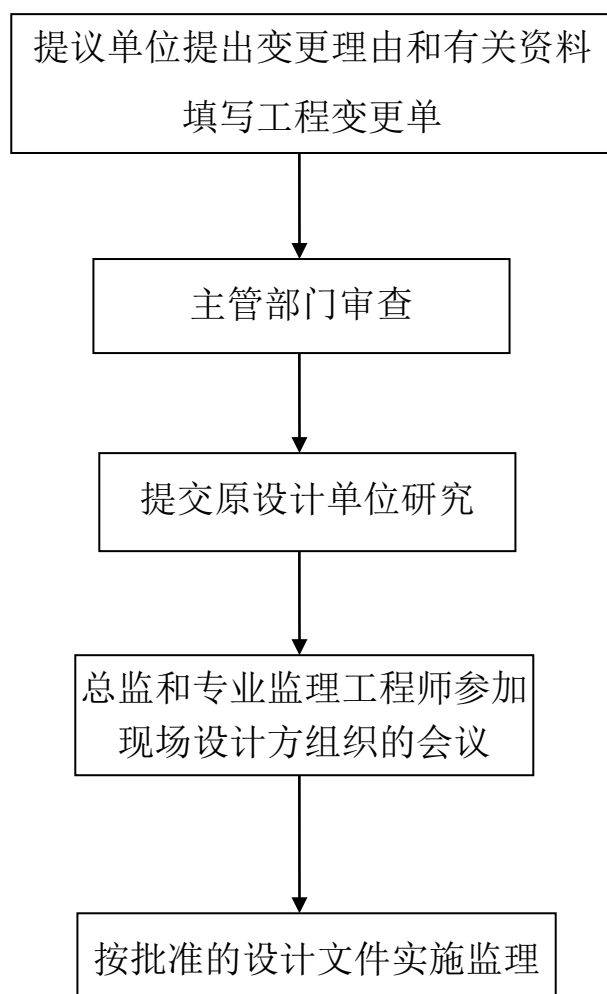 提议单位提出变更理由和有关资料
填写工程变更单
主管部门审查
提交原设计单位研究
总监和专业监理工程师参加
现场设计方组织的会议
按批准的设计文件实施监理